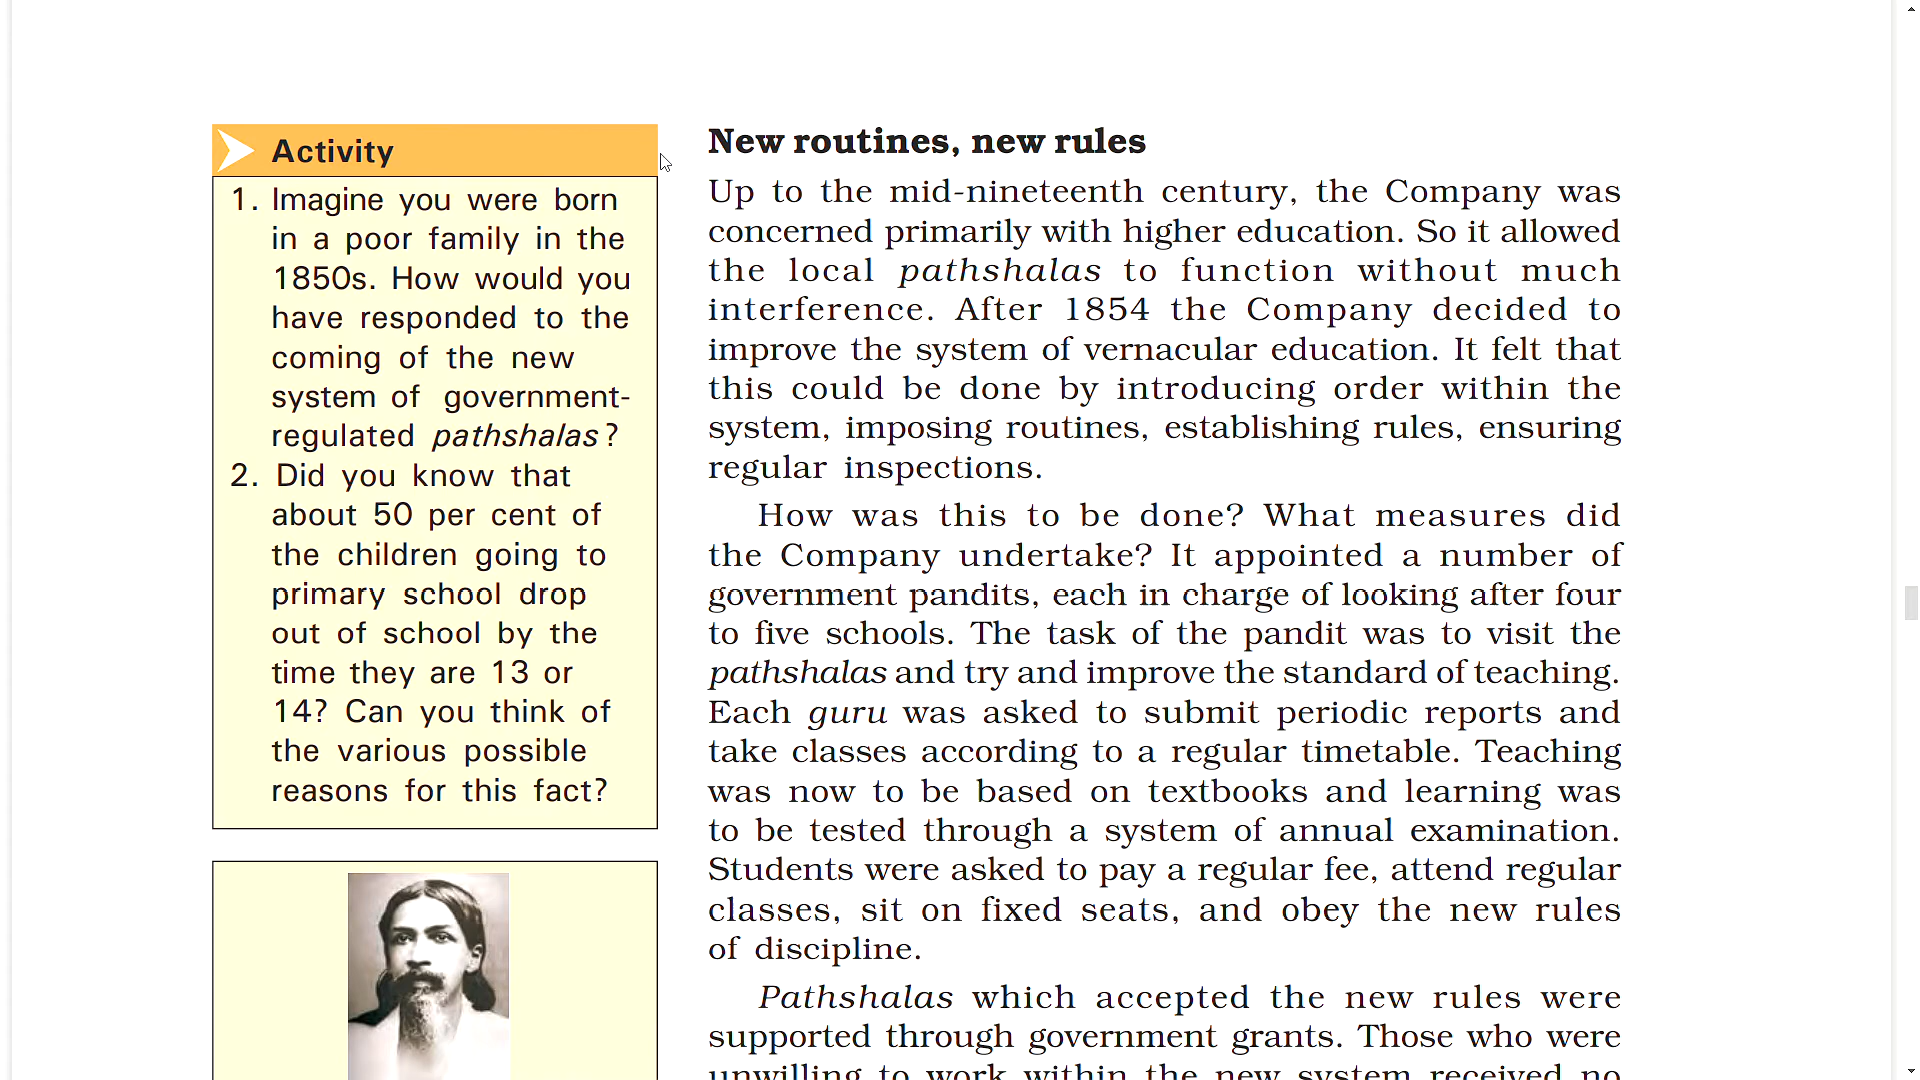 Activity
1. Imagine you were born
in a poor family in the
1850s. How would you
have responded to the
coming of the new
system of government-
regulated pathshalas?
2. Did you know that
about 50 per cent of
the children going to
primary school drop
out of school by the
time they are 13 or
14? Can you think of
the various possible
reasons for this fact?
New routines, new rules
Up to the mid-nineteenth century, the Company was
concerned primarily with higher education. So it allowed
the local pathshalas to function without much
interference. After 1854 the Company decided to
improve the system of vernacular education. It felt that
this could be done by introducing order within the
system, imposing routines, establishing rules, ensuring
regular inspections.
How was this to be done? What measures did
the Company undertake? It appointed a number of
government pandits, each in charge of looking after four
to five schools. The task of the pandit was to visit the
pathshalas and try and improve the standard of teaching.
Each guru was asked to submit periodic reports and
take classes according to a regular timetable. Teaching
was now to be based on textbooks and learning was
to be tested through a system of annual examination.
Students were asked to pay a regular fee, attend regular
classes, sit on fixed seats, and obey the new rules
of discipline.
Pathshalas which accepted the new rules were
supported through government grants. Those who were
unwilling to work within the new system received no